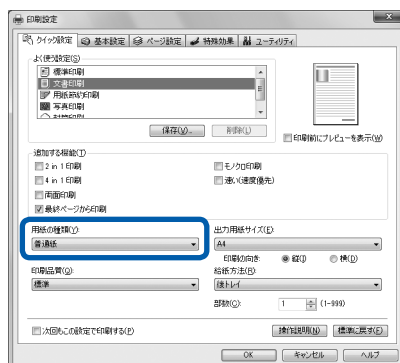 印刷設定
クイック設定 基本設定 ページ設定 特殊効果 ユーティリティ
よく使う設定(S)
標準印刷
文書印刷
用紙節約印刷
写真印刷
保存(V)... 削除(L)
印刷前にプレビューを表示(W)
追加する機能(T)
2 in 1 印刷 モノクロ印刷
4 in 1 印刷 速い(速度優先)
両面印刷
最終ページから印刷
用紙の種類(Y): 出力用紙サイズ(E):
普通紙 A4
印刷の向き: 縦(I) 横(D)
印刷品質(Q): 給紙方法(R):
標準 後トレイ
部数(C): 1 (1-999)
次回もこの設定で印刷する(P) 操作説明(N) 標準に戻す(F)
OK キャンセル ヘルプ